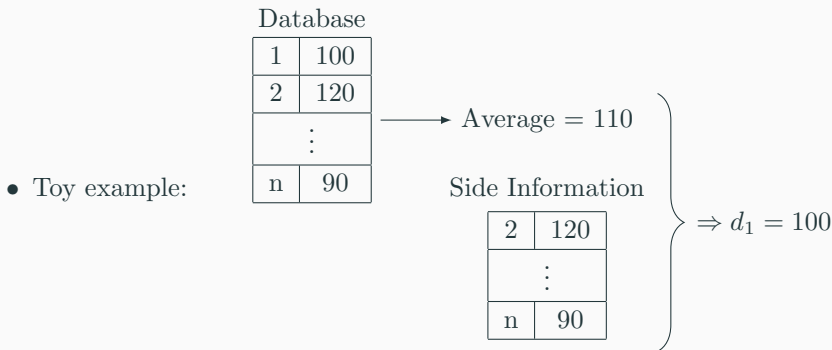 Database
1 100
2 120
⋮
n 90
Average = 110
• Toy example:
Side Information
2 120
⋮
n 90
⇒ d₁ = 100